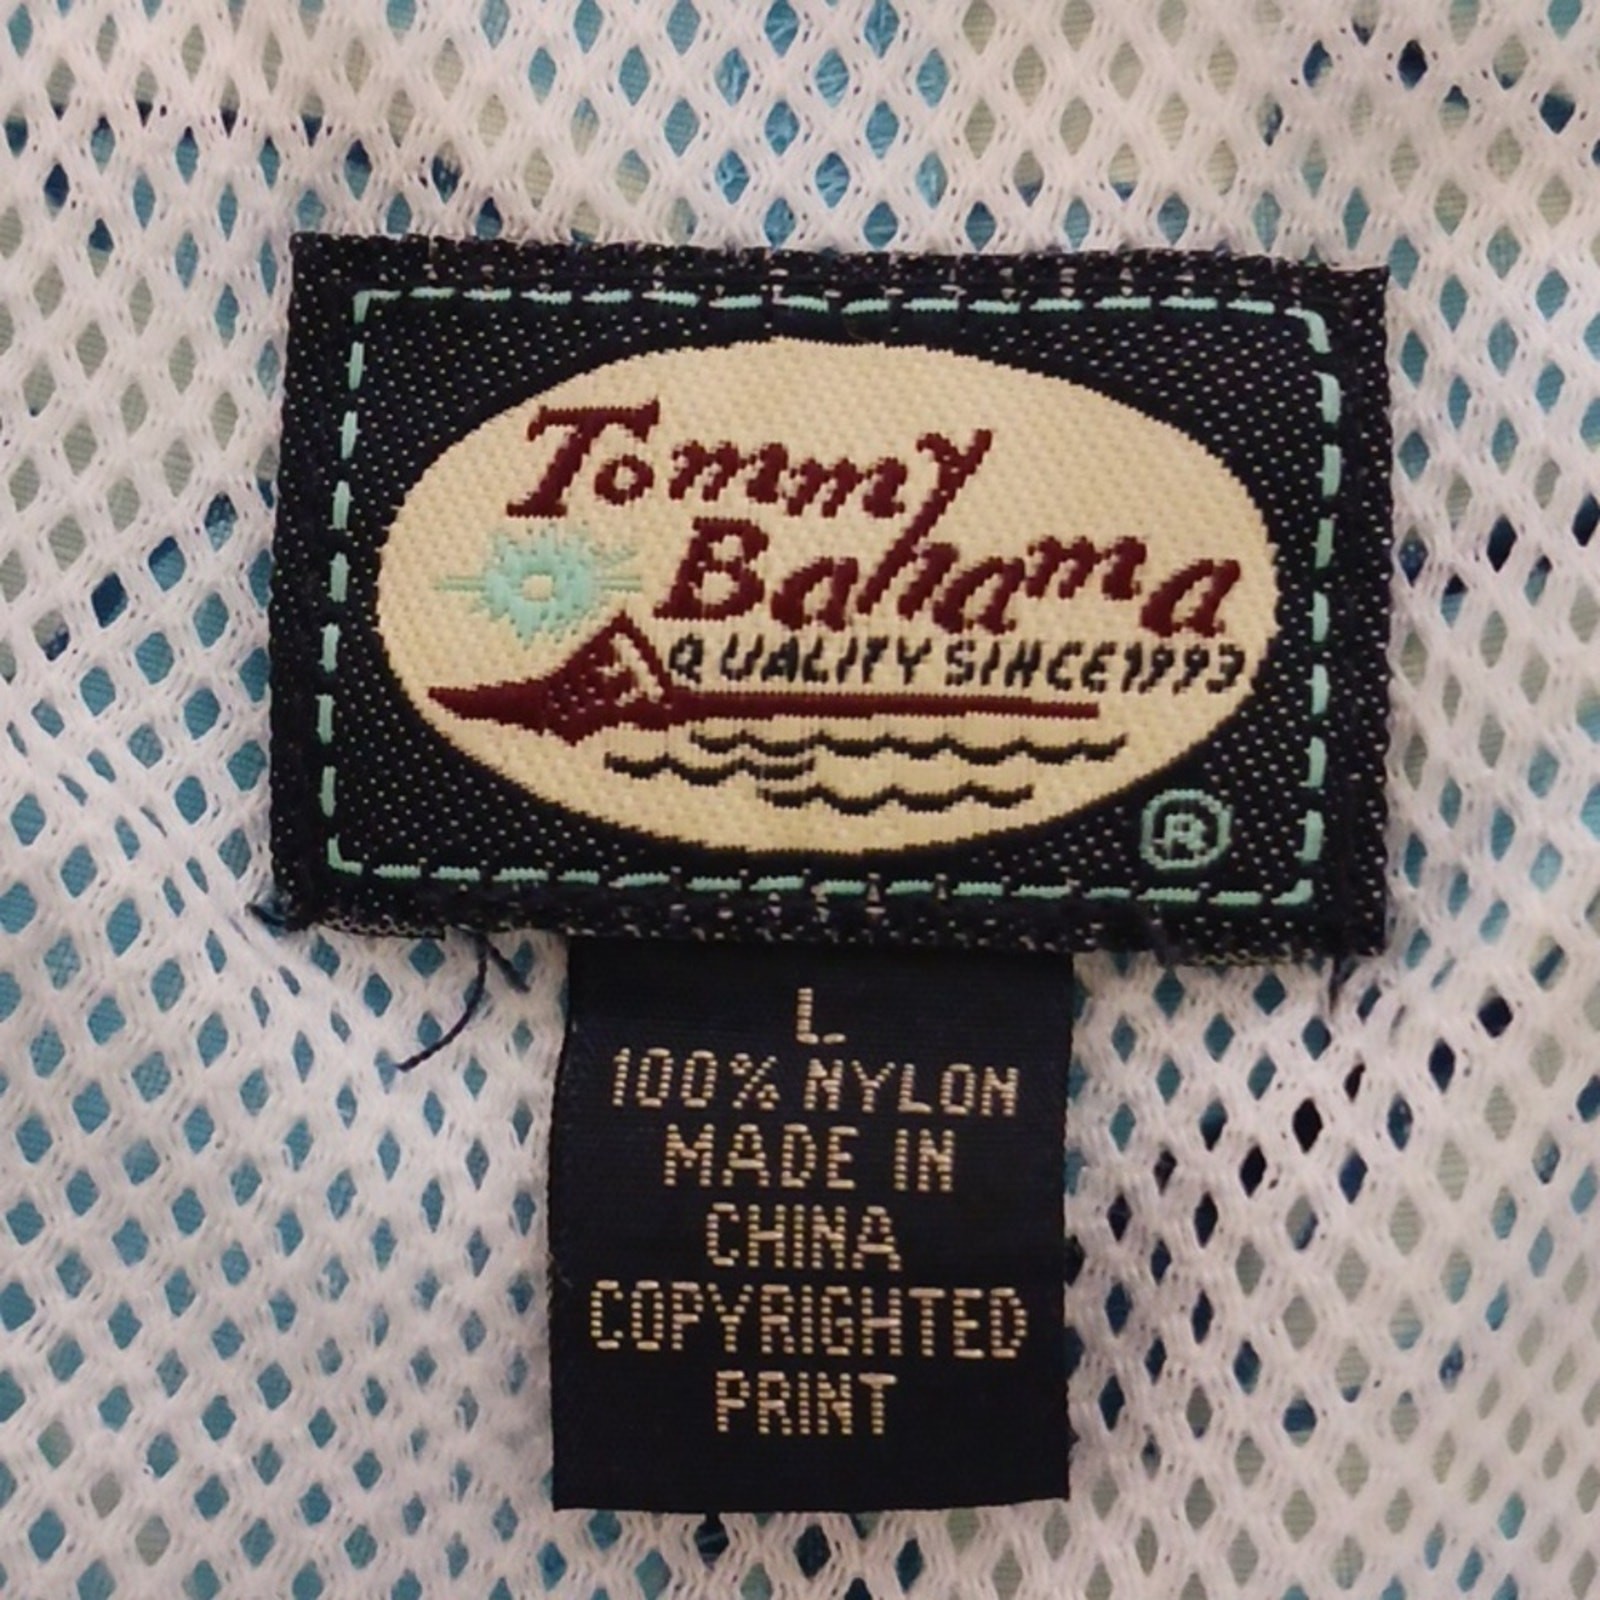 Tommy
Bahama
QUALITY SINCE 1993
®
L
100% NYLON
MADE IN
CHINA
COPYRIGHTED
PRINT